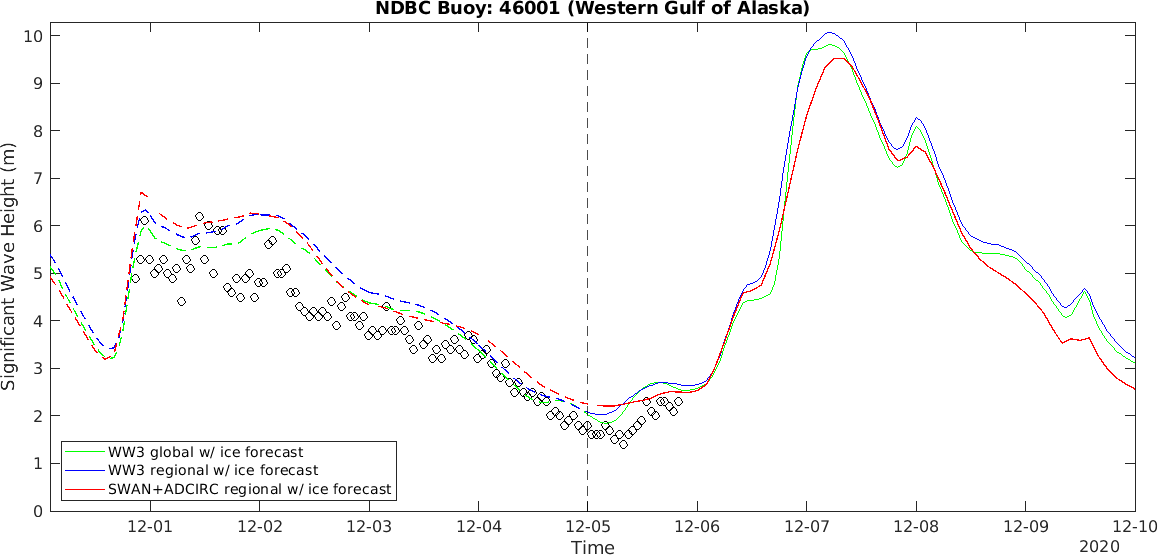 NDBC Buoy: 46001 (Western Gulf of Alaska)
Significant Wave Height (m)
10
9
8
7
6
5
4
3
2
1
0
WW3 global w/ ice forecast
WW3 regional w/ ice forecast
SWAN+ADCIRC regional w/ ice forecast
12-01 12-02 12-03 12-04 12-05 12-06 12-07 12-08 12-09 12-10
Time
2020